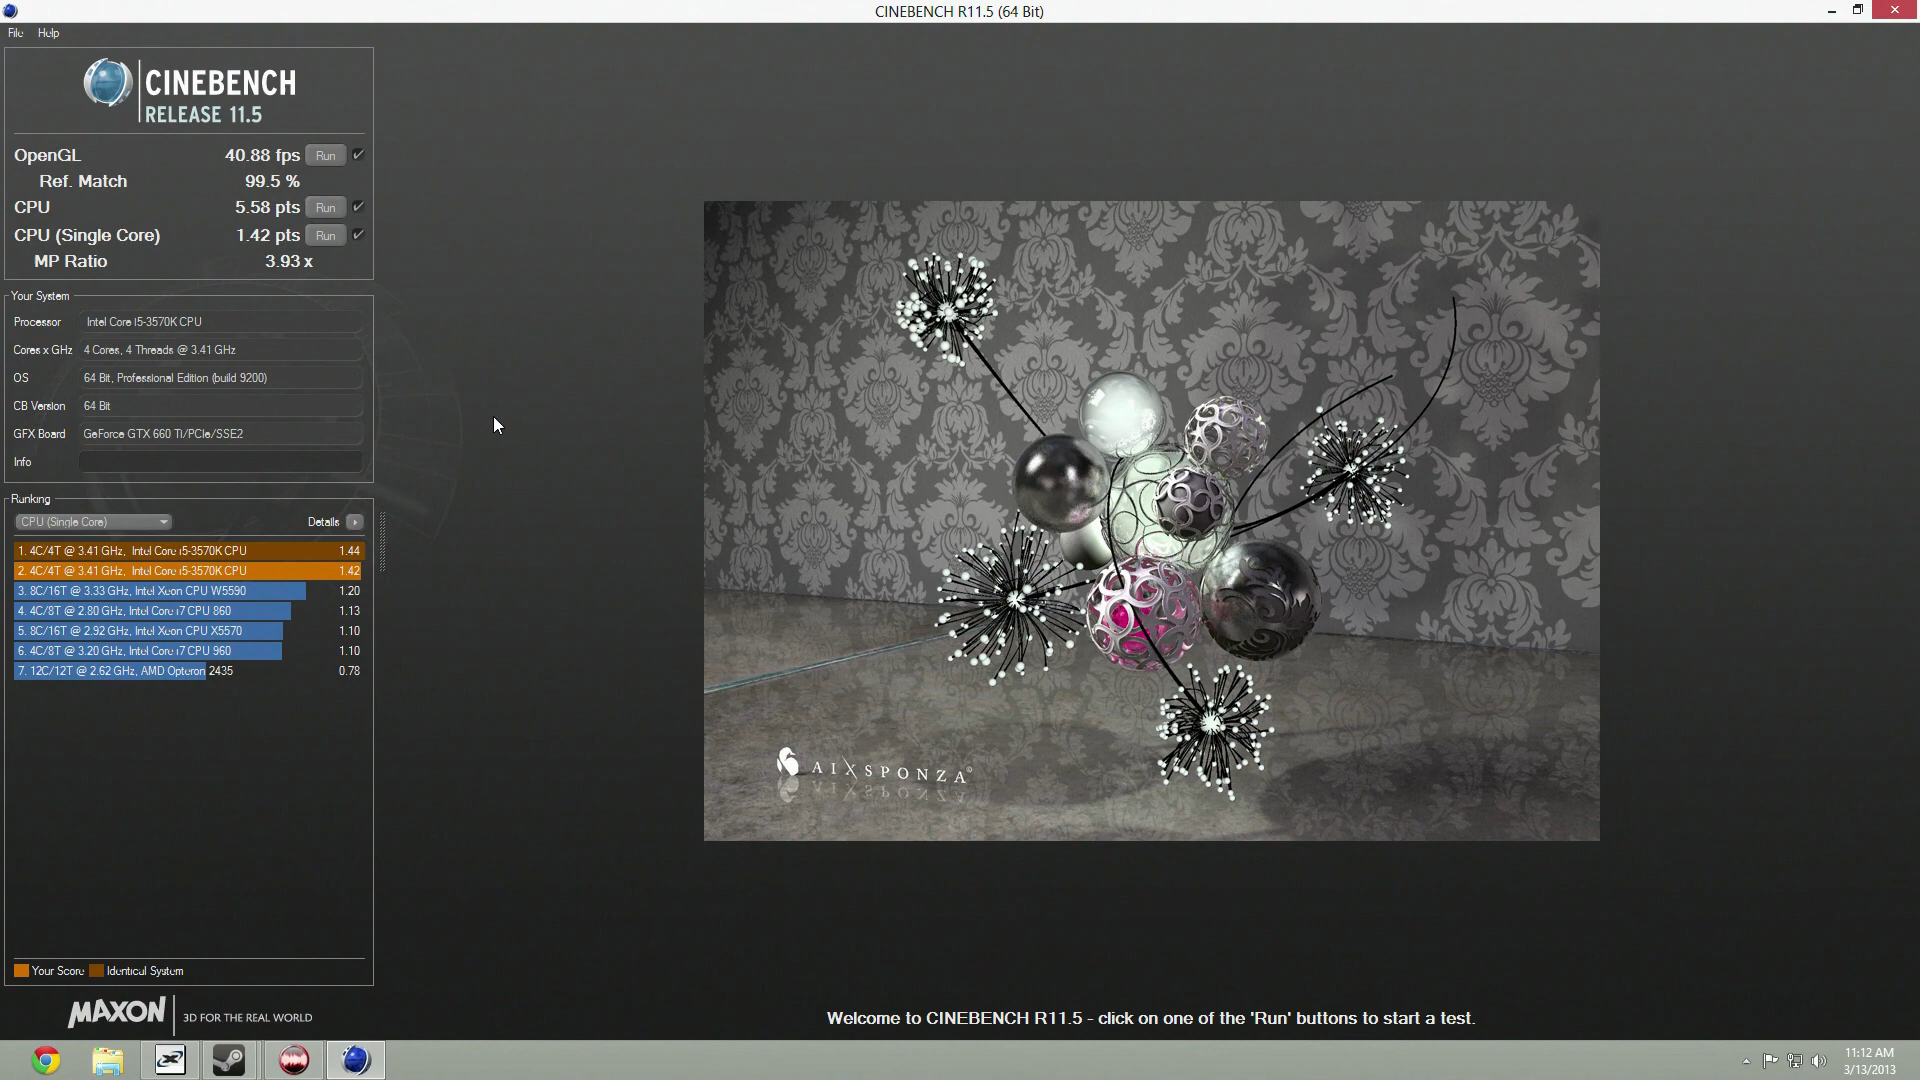 CINEBENCH R11.5 (64 Bit)
File Help
CINEBENCH
RELEASE 11.5
OpenGL 40.88 fps Run
Ref. Match 99.5 %
CPU 5.58 pts Run
CPU (Single Core) 1.42 pts Run
MP Ratio 3.93 x
Your System
Processor Intel Core i5-3570K CPU
Cores x GHz 4 Cores, 4 Threads @ 3.41 GHz
OS 64 Bit, Professional Edition (build 9200)
CB Version 64 Bit
GFX Board GeForce GTX 660 Ti/PCIe/SSE2
Info
Ranking
CPU (Single Core) Details
1. 4C/4T @ 3.41 GHz, Intel Core i5-3570K CPU 1.44
2. 4C/4T @ 3.41 GHz, Intel Core i5-3570K CPU 1.42
3. 8C/16T @ 3.33 GHz, Intel Xeon CPU W5590 1.20
4. 4C/8T @ 2.80 GHz, Intel Core i7 CPU 860 1.13
5. 8C/16T @ 2.92 GHz, Intel Xeon CPU X5570 1.10
6. 4C/8T @ 3.20 GHz, Intel Core i7 CPU 960 1.10
7. 12C/12T @ 2.62 GHz, AMD Opteron 2435 0.78
AIXSPONZA©
Your Score Identical System
MAXON 3D FOR THE REAL WORLD
Welcome to CINEBENCH R11.5 - click on one of the 'Run' buttons to start a test.
11:12 AM
3/13/2013